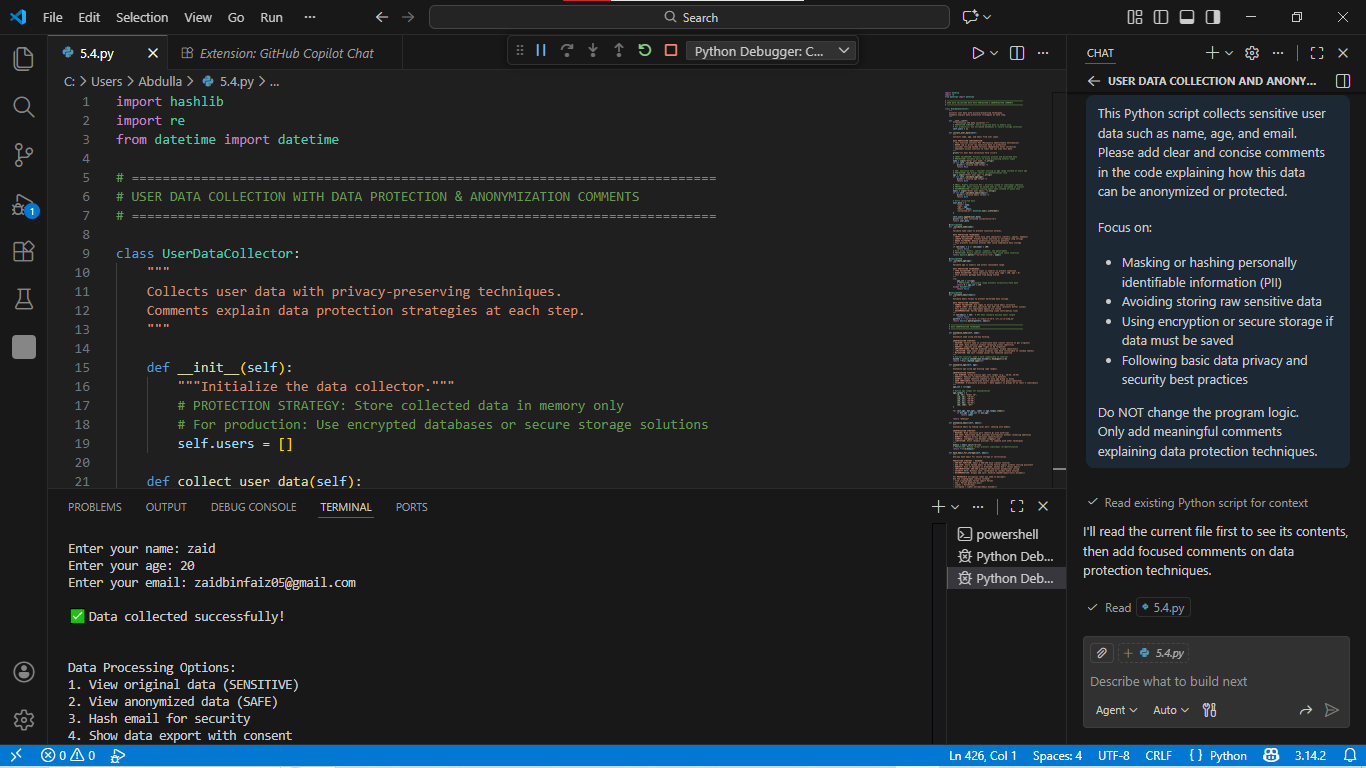 File Edit Selection View Go Run ··· Search
5.4.py Extension: GitHub Copilot Chat
Python Debugger: C...
C: > Users > Abdulla > 5.4.py > ...
1 import hashlib
2 import re
3 from datetime import datetime
4
5 # ============================================================================
6 # USER DATA COLLECTION WITH DATA PROTECTION & ANONYMIZATION COMMENTS
7 # ============================================================================
8
9 class UserDataCollector:
10 """
11 Collects user data with privacy-preserving techniques.
12 Comments explain data protection strategies at each step.
13 """
14
15 def __init__(self):
16 """Initialize the data collector."""
17 # PROTECTION STRATEGY: Store collected data in memory only
18 # For production: Use encrypted databases or secure storage solutions
19 self.users = []
20
21 def collect_user_data(self):
PROBLEMS OUTPUT DEBUG CONSOLE TERMINAL PORTS
Enter your name: zaid
Enter your age: 20
Enter your email: zaidbinfaiz05@gmail.com
✅ Data collected successfully!
Data Processing Options:
1. View original data (SENSITIVE)
2. View anonymized data (SAFE)
3. Hash email for security
4. Show data export with consent
powershell
Python Deb...
Python Deb...
CHAT
USER DATA COLLECTION AND ANONY...
This Python script collects sensitive user
data such as name, age, and email.
Please add clear and concise comments
in the code explaining how this data
can be anonymized or protected.
Focus on:
• Masking or hashing personally
identifiable information (PII)
• Avoiding storing raw sensitive data
• Using encryption or secure storage if
data must be saved
• Following basic data privacy and
security best practices
Do NOT change the program logic.
Only add meaningful comments
explaining data protection techniques.
Read existing Python script for context
I'll read the current file first to see its contents,
then add focused comments on data
protection techniques.
Read 5.4.py
5.4.py
Describe what to build next
Agent Auto
1
0 0 Ln 426, Col 1 Spaces: 4 UTF-8 CRLF { } Python 3.14.2